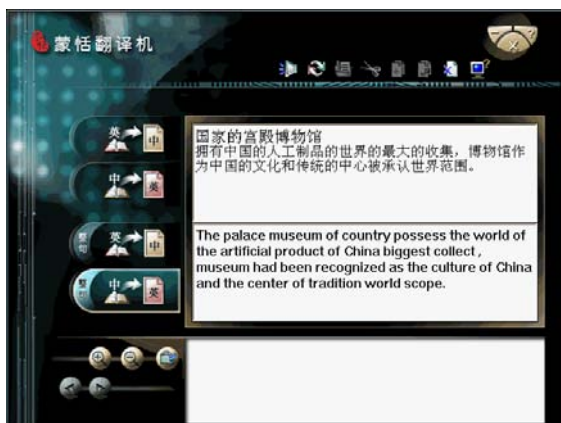 蒙恬翻译机
英 中
国家的宫殿博物馆
拥有中国的人工制品的世界的最大的收集，博物馆作
为中国的文化和传统的中心被承认世界范围。
中 英
整句 英 中
The palace museum of country possess the world of
the artificial product of China biggest collect ,
museum had been recognized as the culture of China
and the center of tradition world scope.
整句 中 英